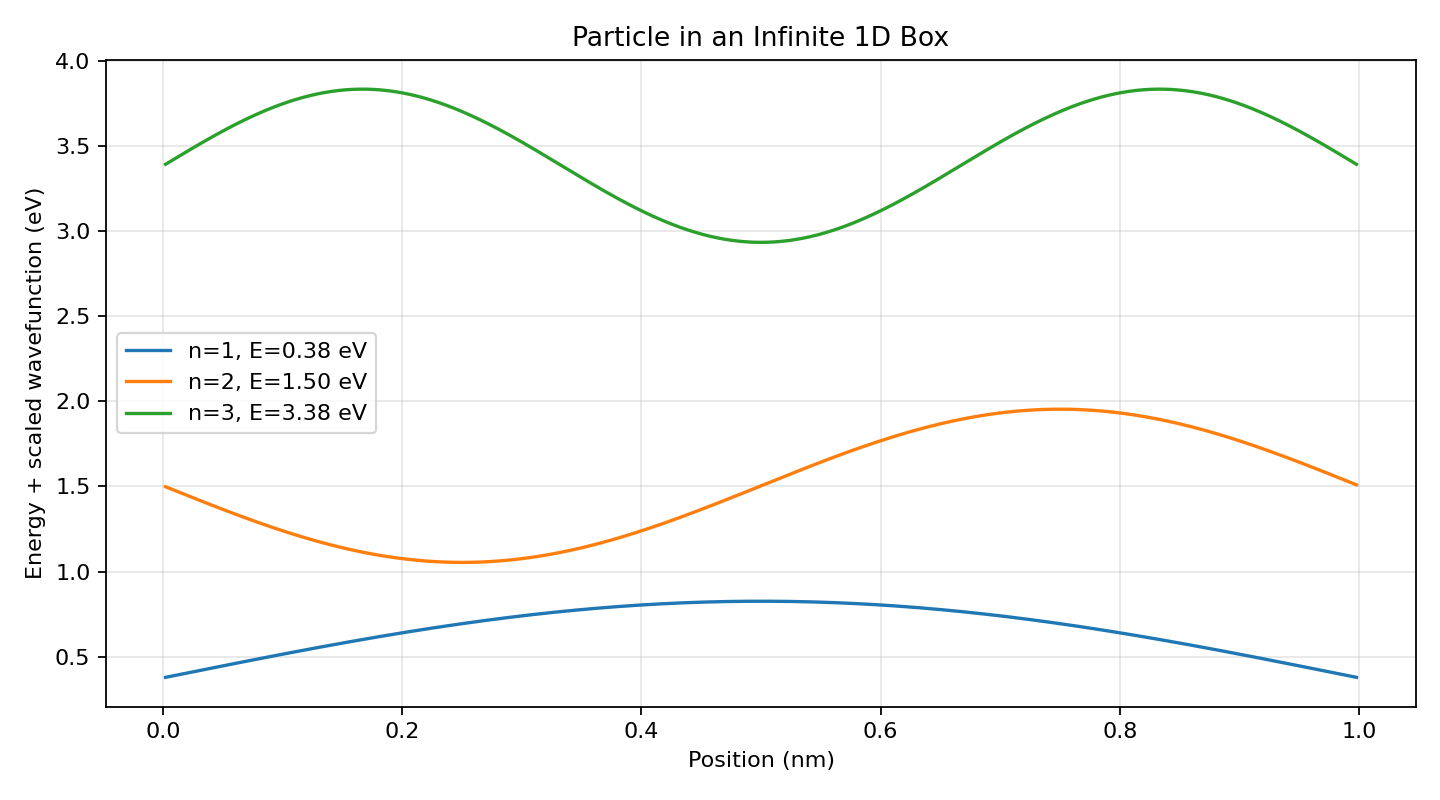 Particle in an Infinite 1D Box
Energy + scaled wavefunction (eV)
4.0
3.5
3.0
2.5
2.0
1.5
1.0
0.5
n=1, E=0.38 eV
n=2, E=1.50 eV
n=3, E=3.38 eV
0.0 0.2 0.4 0.6 0.8 1.0
Position (nm)